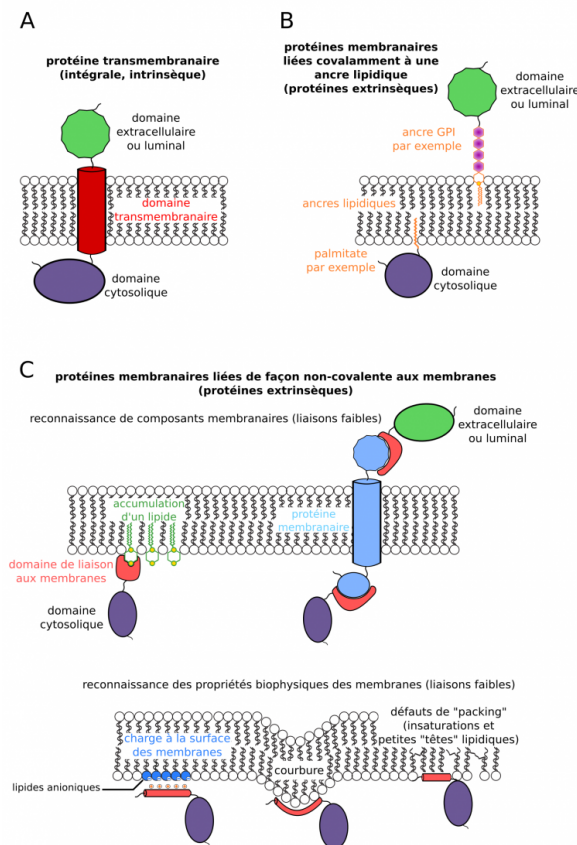 A
protéine transmembranaire
(intégrale, intrinsèque)
domaine
extracellulaire
ou luminal
domaine
transmembranaire
domaine
cytosolique
B
protéines membranaires
liées covalamment à une
ancre lipidique
(protéines extrinsèques)
domaine
extracellulaire
ou luminal
ancre GPI
par exemple
ancres lipidiques
palmitate
par exemple
domaine
cytosolique
C
protéines membranaires liées de façon non-covalente aux membranes
(protéines extrinsèques)
reconnaissance de composants membranaires (liaisons faibles)
domaine
extracellulaire
ou luminal
accumulation
d'un lipide
protéine
membranaire
domaine de liaison
aux membranes
domaine
cytosolique
reconnaissance des propriétés biophysiques des membranes (liaisons faibles)
défauts de "packing"
(insaturations et
petites "têtes" lipidiques)
charge à la surface
des membranes
courbure
lipides anioniques